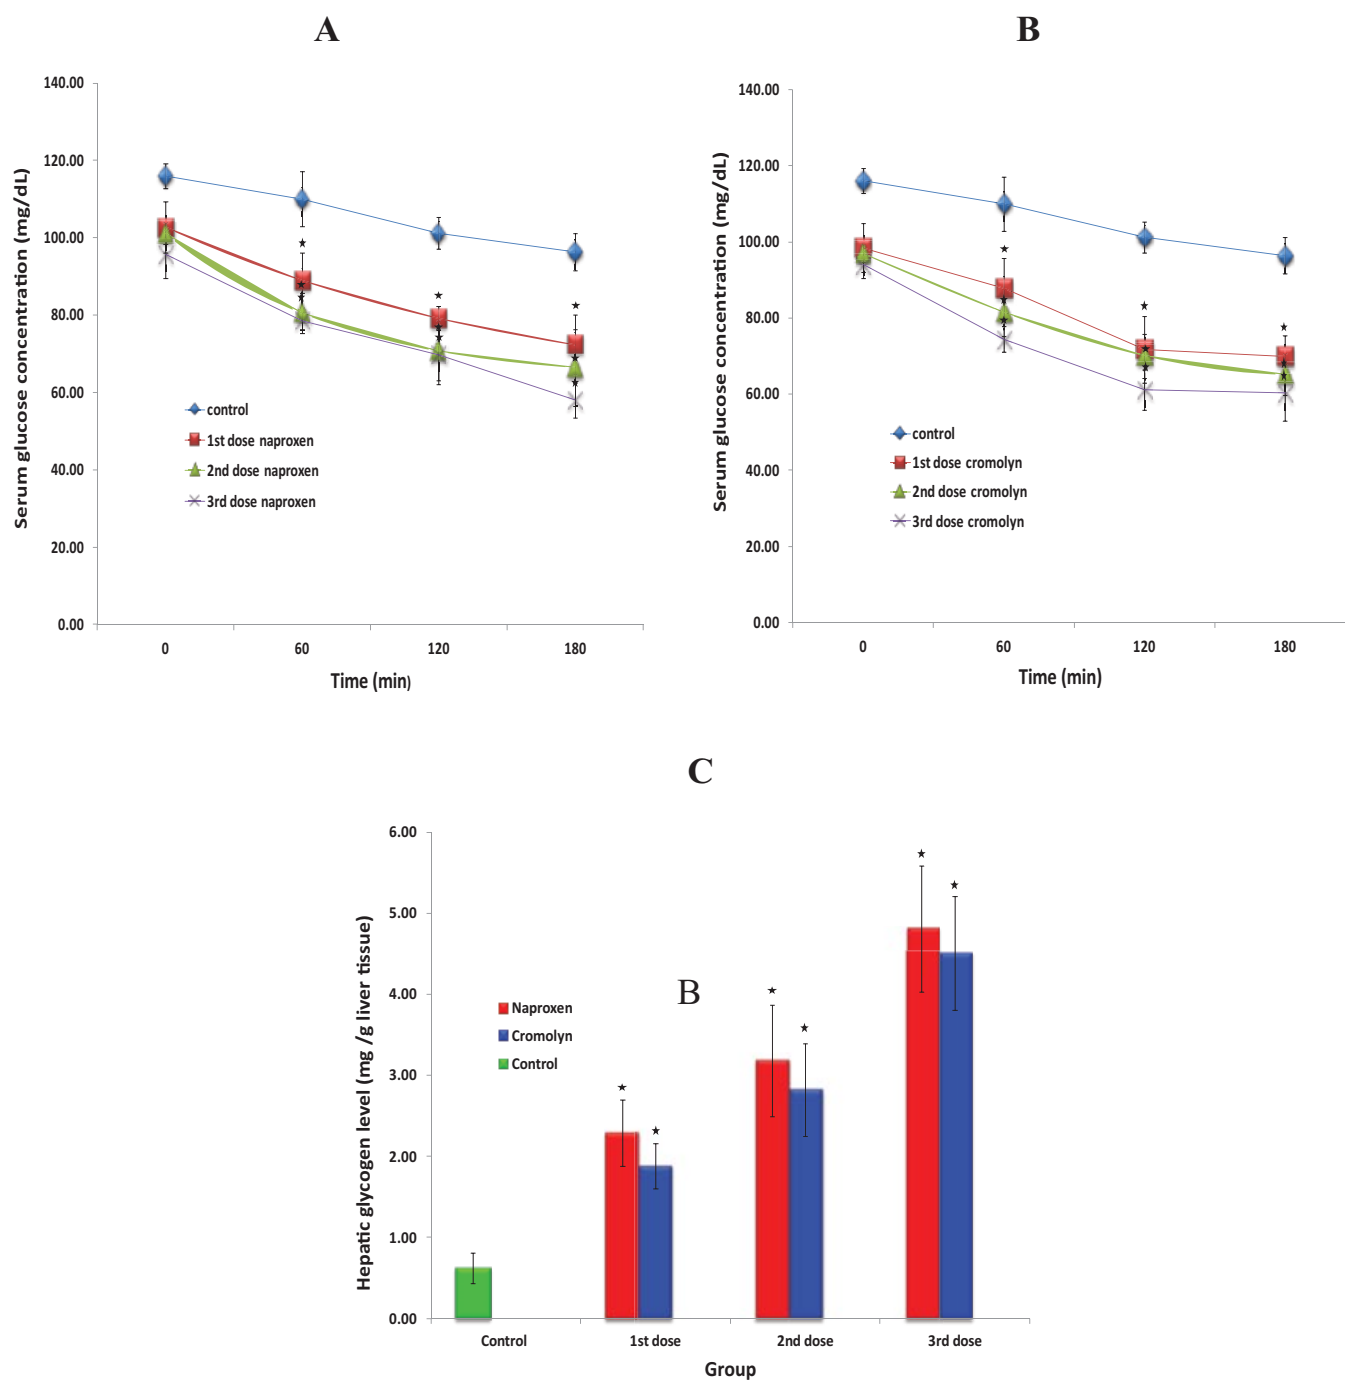 A
B
140.00
120.00
100.00
80.00
60.00
40.00
20.00
0.00
Serum glucose concentration (mg/dL)
control
1st dose naproxen
2nd dose naproxen
3rd dose naproxen
0
60
120
180
Time (min)
140.00
120.00
100.00
80.00
60.00
40.00
20.00
0.00
Serum glucose concentration (mg/dL)
control
1st dose cromolyn
2nd dose cromolyn
3rd dose cromolyn
0
60
120
180
Time (min)
C
6.00
5.00
4.00
3.00
2.00
1.00
0.00
Hepatic glycogen level (mg /g liver tissue)
B
Naproxen
Cromolyn
Control
Control
1st dose
2nd dose
3rd dose
Group